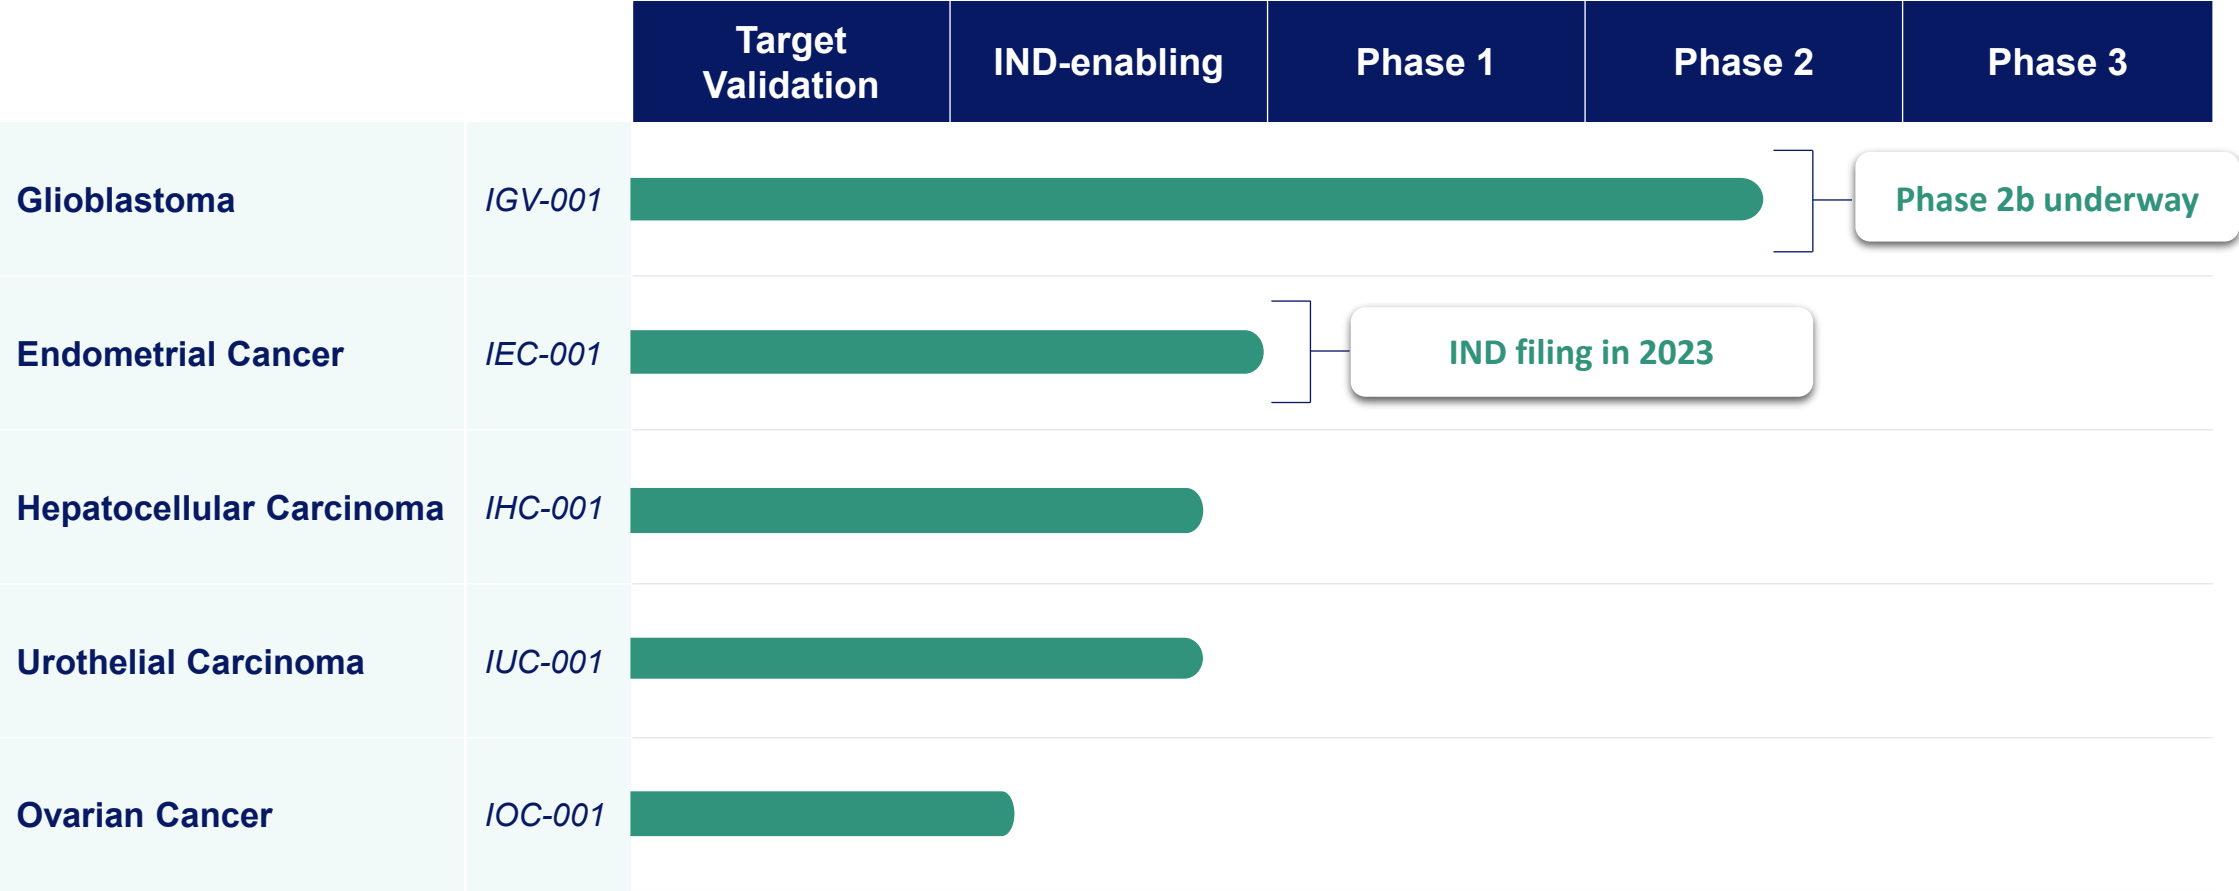 Target
Validation
IND-enabling
Phase 1
Phase 2
Phase 3
Glioblastoma
IGV-001
Phase 2b underway
Endometrial Cancer
IEC-001
IND filing in 2023
Hepatocellular Carcinoma
IHC-001
Urothelial Carcinoma
IUC-001
Ovarian Cancer
IOC-001